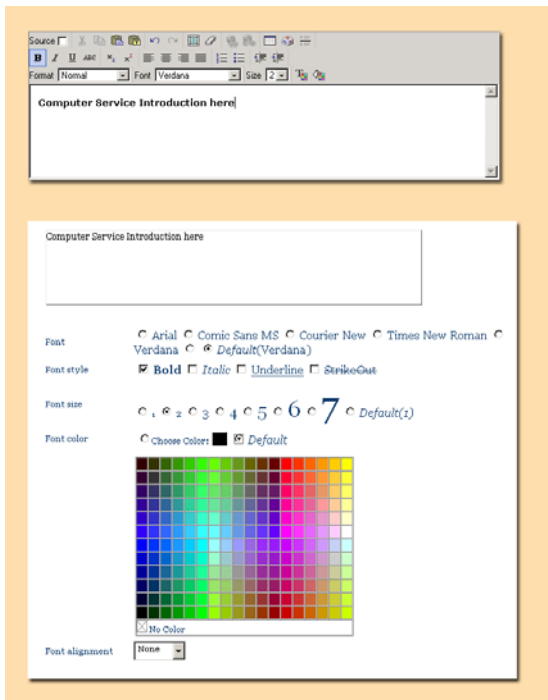 Source
B I U ABC
Format Normal Font Verdana Size 2
Computer Service Introduction here
Computer Service Introduction here
Font Arial Comic Sans MS Courier New Times New Roman
Verdana Default(Verdana)
Font style Bold Italic Underline StrikeOut
Font size 1 2 3 4 5 6 7 Default(1)
Font color Choose Color: Default
No Color
Font alignment None